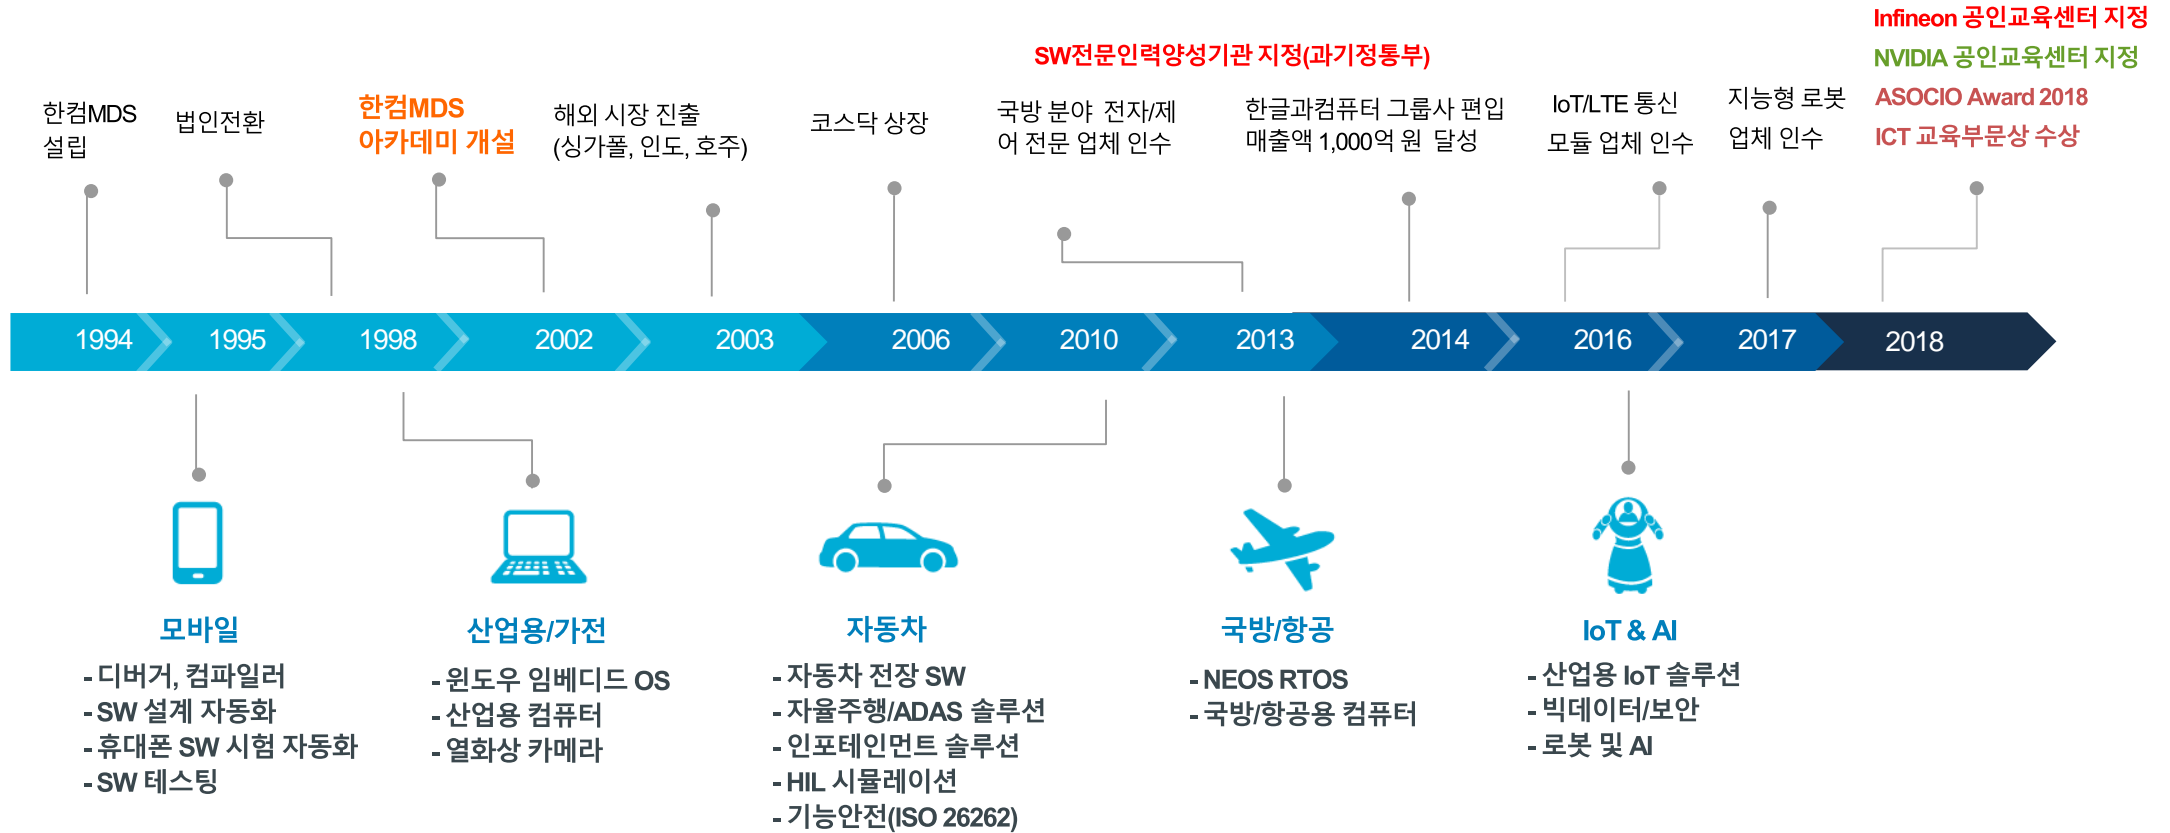 Infineon 공인교육센터 지정
NVIDIA 공인교육센터 지정
ASOCIO Award 2018
ICT 교육부문상 수상
SW전문인력양성기관 지정(과기정통부)
한컴MDS
설립
법인전환
한컴MDS
아카데미 개설
해외 시장 진출
(싱가폴, 인도, 호주)
코스닥 상장
국방 분야 전자/제
어 전문 업체 인수
한글과컴퓨터 그룹사 편입
매출액 1,000억 원 달성
IoT/LTE 통신
모듈 업체 인수
지능형 로봇
업체 인수
1994
1995
1998
2002
2003
2006
2010
2013
2014
2016
2017
2018
모바일
- 디버거, 컴파일러
- SW 설계 자동화
- 휴대폰 SW 시험 자동화
- SW 테스팅
산업용/가전
- 윈도우 임베디드 OS
- 산업용 컴퓨터
- 열화상 카메라
자동차
- 자동차 전장 SW
- 자율주행/ADAS 솔루션
- 인포테인먼트 솔루션
- HIL 시뮬레이션
- 기능안전(ISO 26262)
국방/항공
- NEOS RTOS
- 국방/항공용 컴퓨터
IoT & AI
- 산업용 IoT 솔루션
- 빅데이터/보안
- 로봇 및 AI